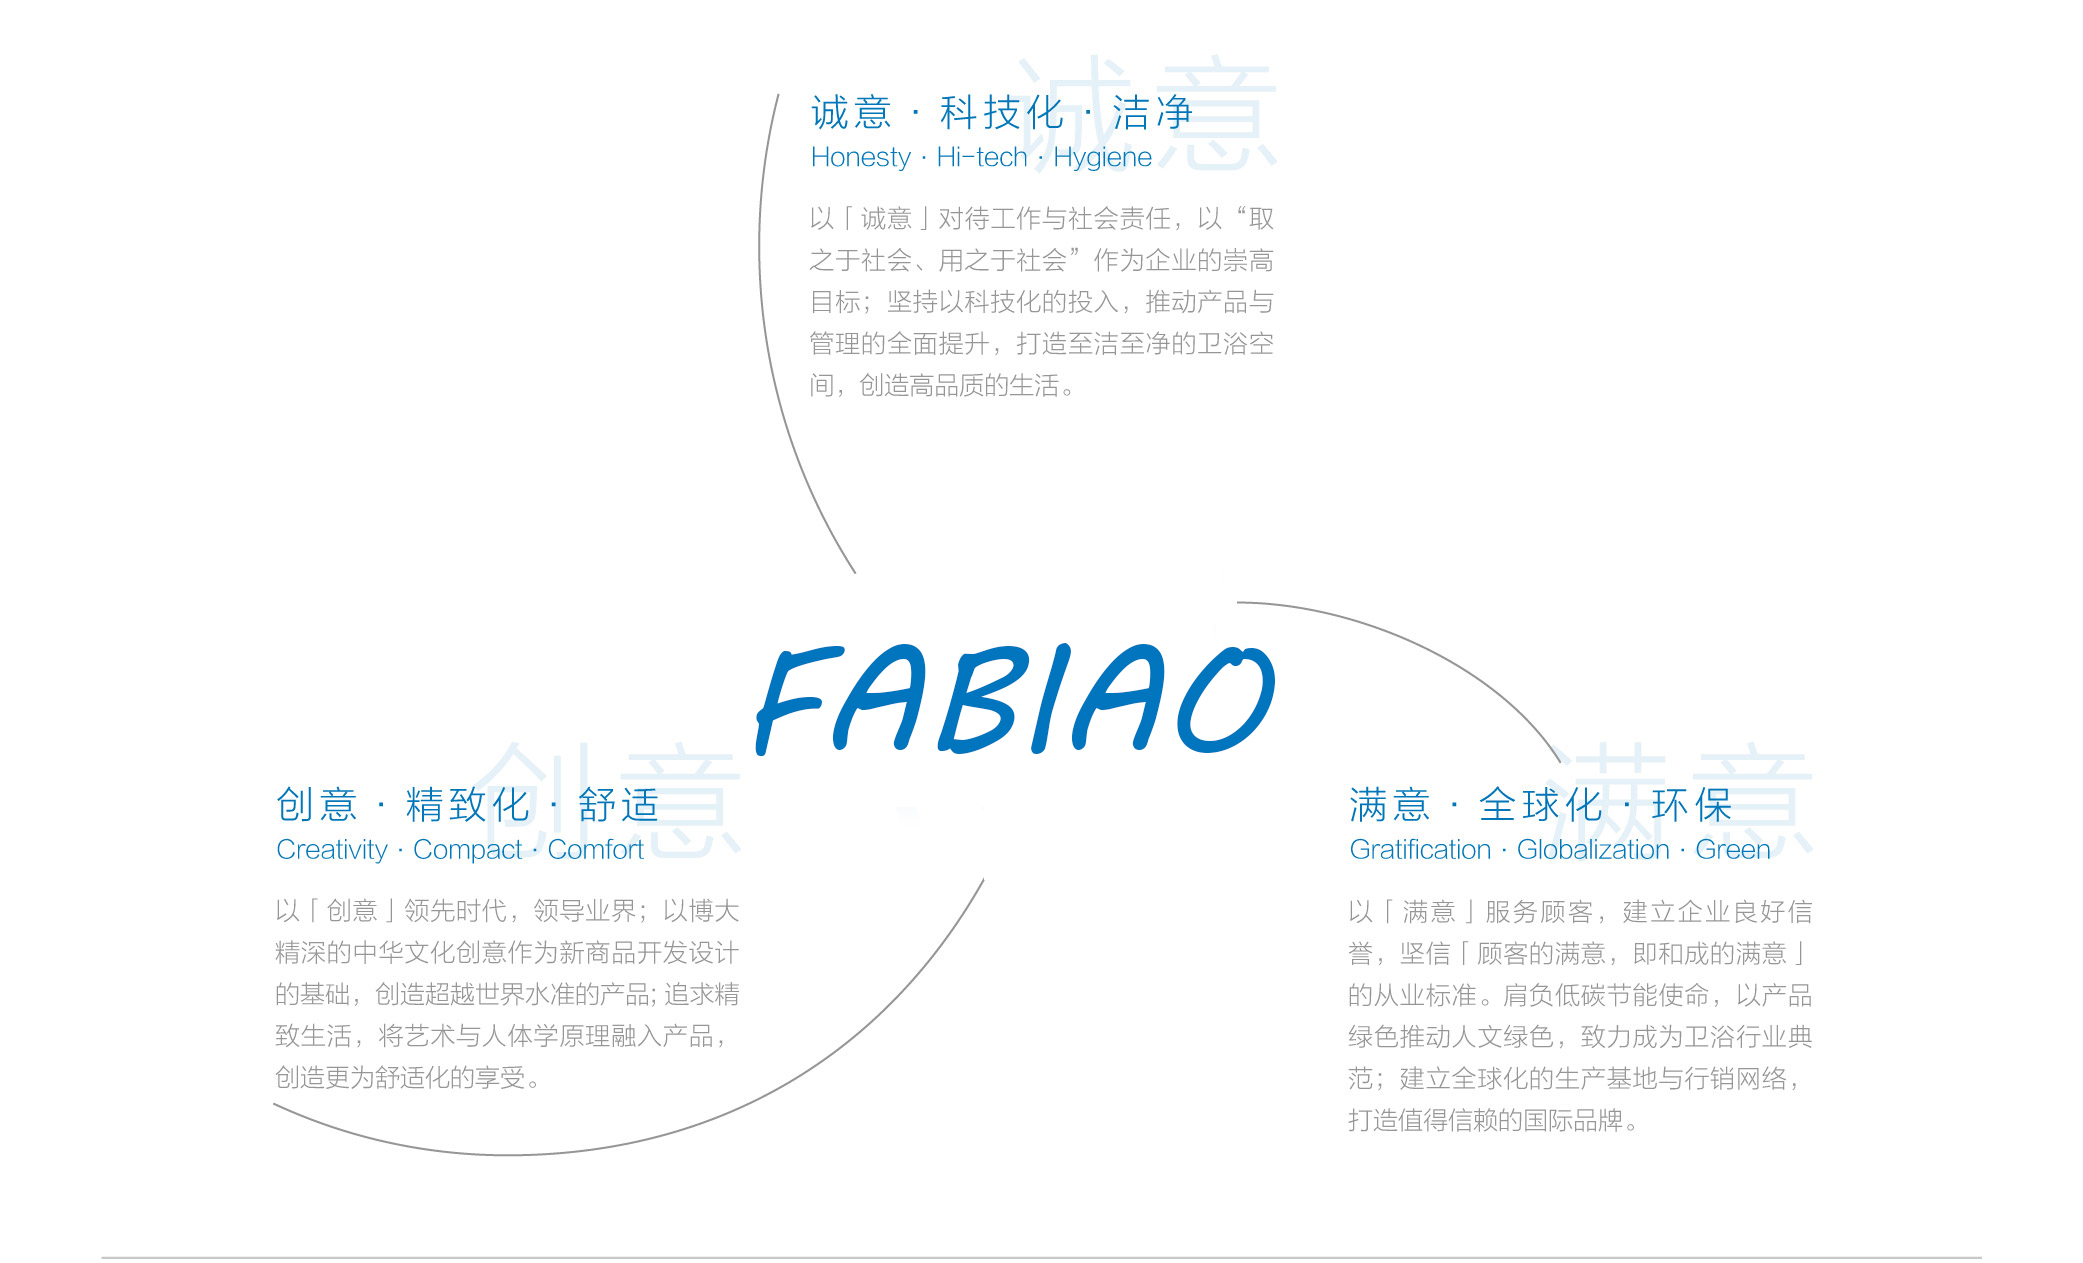 诚意
诚意 · 科技化 · 洁净
Honesty · Hi-tech · Hygiene
以「诚意」对待工作与社会责任，以“取
之于社会、用之于社会”作为企业的崇高
目标；坚持以科技化的投入，推动产品与
管理的全面提升，打造至洁至净的卫浴空
间，创造高品质的生活。
FABIAO
创意
创意 · 精致化 · 舒适
Creativity · Compact · Comfort
以「创意」领先时代，领导业界；以博大
精深的中华文化创意作为新商品开发设计
的基础，创造超越世界水准的产品；追求精
致生活，将艺术与人体学原理融入产品，
创造更为舒适化的享受。
满意
满意 · 全球化 · 环保
Gratification · Globalization · Green
以「满意」服务顾客，建立企业良好信
誉，坚信「顾客的满意，即和成的满意」
的从业标准。肩负低碳节能使命，以产品
绿色推动人文绿色，致力成为卫浴行业典
范；建立全球化的生产基地与行销网络，
打造值得信赖的国际品牌。